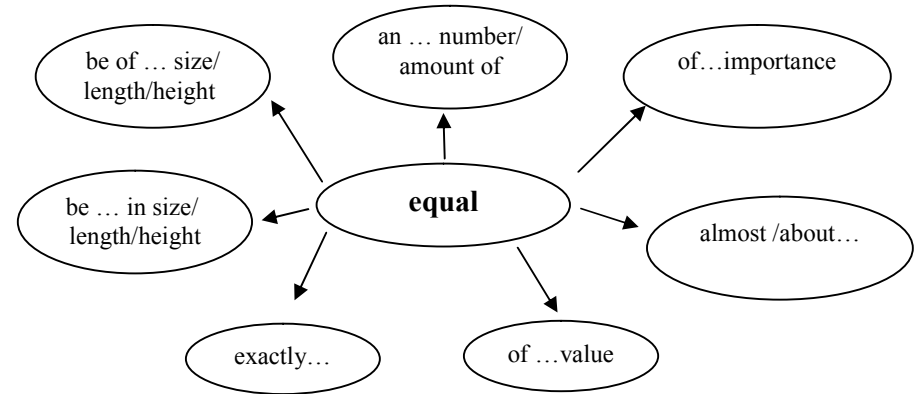 be of … size/
length/height
an … number/
amount of
of…importance
be … in size/
length/height
equal
almost /about…
exactly…
of …value